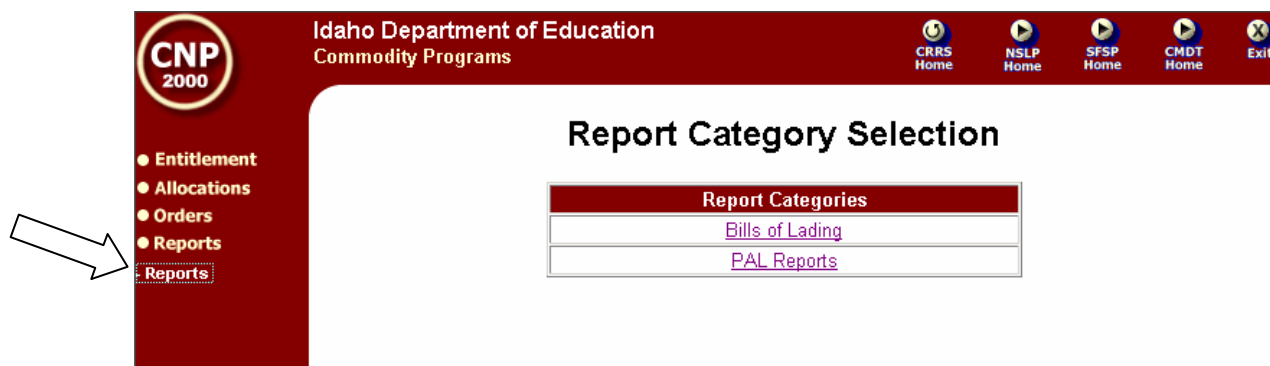 CNP
2000
Idaho Department of Education
Commodity Programs
CRRS
Home
NSLP
Home
SFSP
Home
CMDT
Home
X
Exit
Entitlement
Allocations
Orders
Reports
- Reports
Report Category Selection
Report Categories
Bills of Lading
PAL Reports